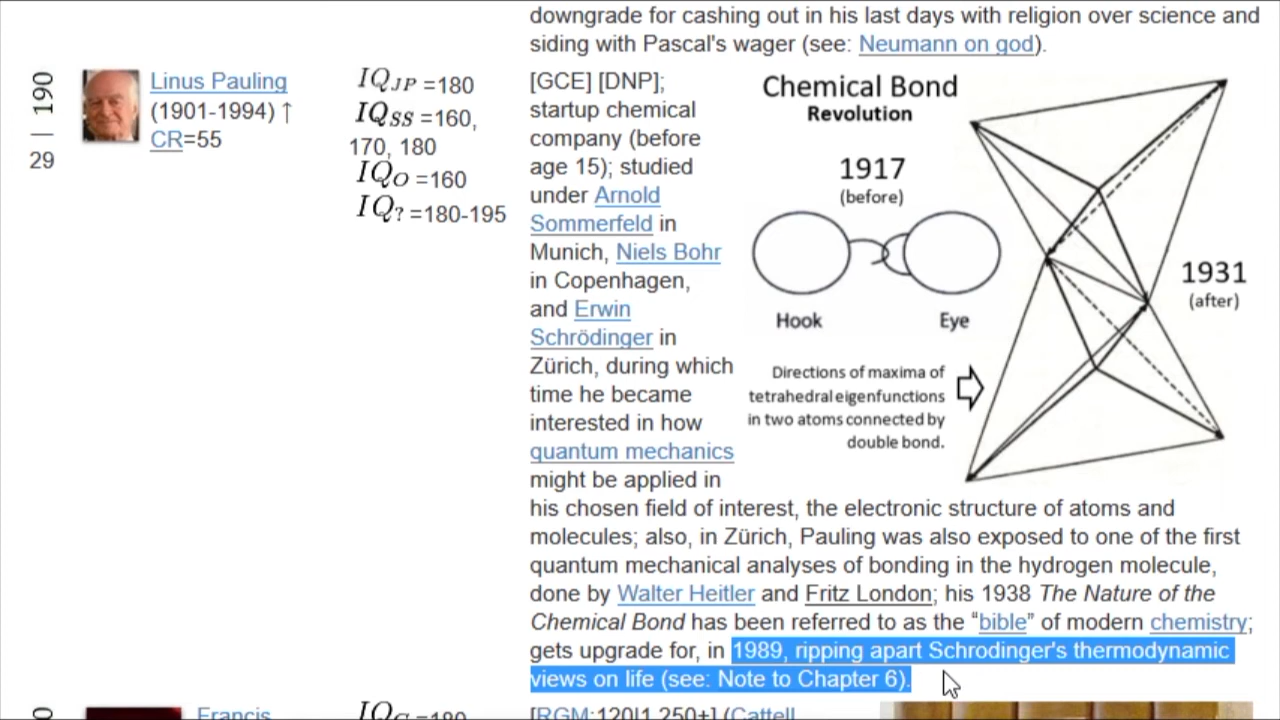 downgrade for cashing out in his last days with religion over science and
siding with Pascal's wager (see: Neumann on god).
190
|
29
Linus Pauling
(1901-1994) ↑
CR=55
IQJP =180
IQSS =160,
170, 180
IQO =160
IQ? =180-195
[GCE] [DNP];
startup chemical
company (before
age 15); studied
under Arnold
Sommerfeld in
Munich, Niels Bohr
in Copenhagen,
and Erwin
Schrödinger in
Zürich, during which
time he became
interested in how
quantum mechanics
might be applied in
his chosen field of interest, the electronic structure of atoms and
molecules; also, in Zürich, Pauling was also exposed to one of the first
quantum mechanical analyses of bonding in the hydrogen molecule,
done by Walter Heitler and Fritz London; his 1938 The Nature of the
Chemical Bond has been referred to as the “bible” of modern chemistry;
gets upgrade for, in 1989, ripping apart Schrodinger's thermodynamic
views on life (see: Note to Chapter 6).
Chemical Bond
Revolution
1917
(before)
Hook
Eye
1931
(after)
Directions of maxima of
tetrahedral eigenfunctions
in two atoms connected by
double bond.
Francis
[RGM:120|1,250+] (Cattell